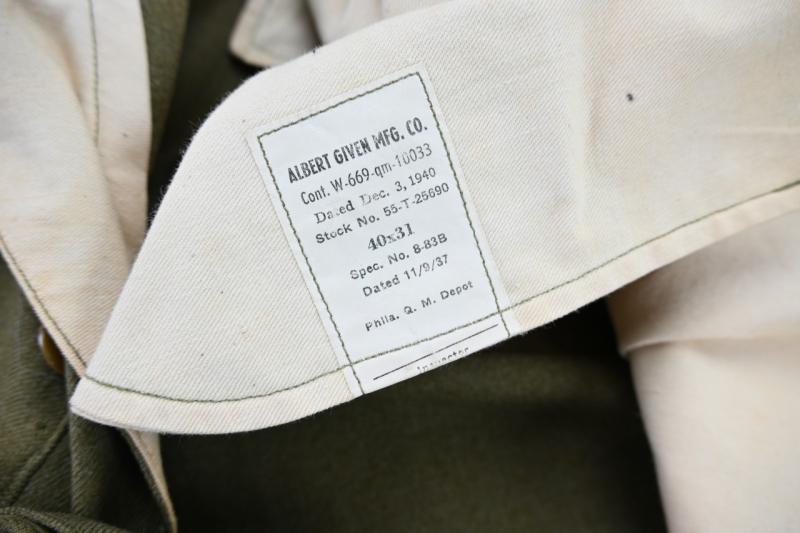 ALBERT GIVEN MFG. CO.
Cont. W-669-qm-10033
Dated Dec. 3, 1940
Stock No. 55-T-25690
40x31
Spec. No. 8-83B
Dated 11/9/37
Phila. Q. M. Depot
Inspector